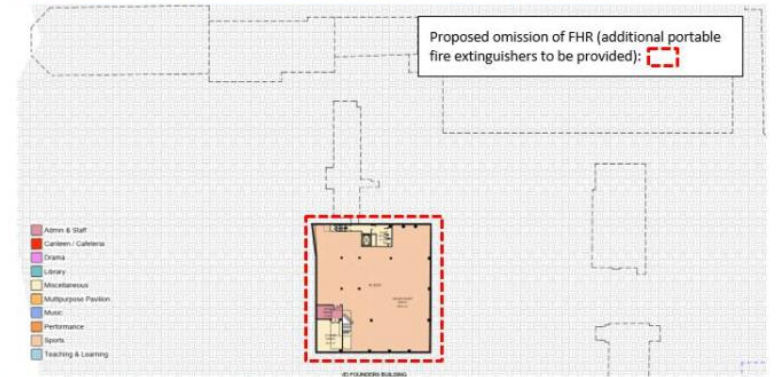 Proposed omission of FHR (additional portable
fire extinguishers to be provided):
Admin & Staff
Canteen / Cafeteria
Drama
Library
Miscellaneous
Multipurpose Pavilion
Music
Performance
Sports
Teaching & Learning
FOUNDERS BUILDING